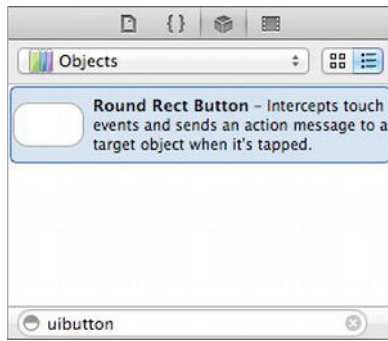 { }
Objects
Round Rect Button – Intercepts touch
events and sends an action message to a
target object when it's tapped.
uibutton